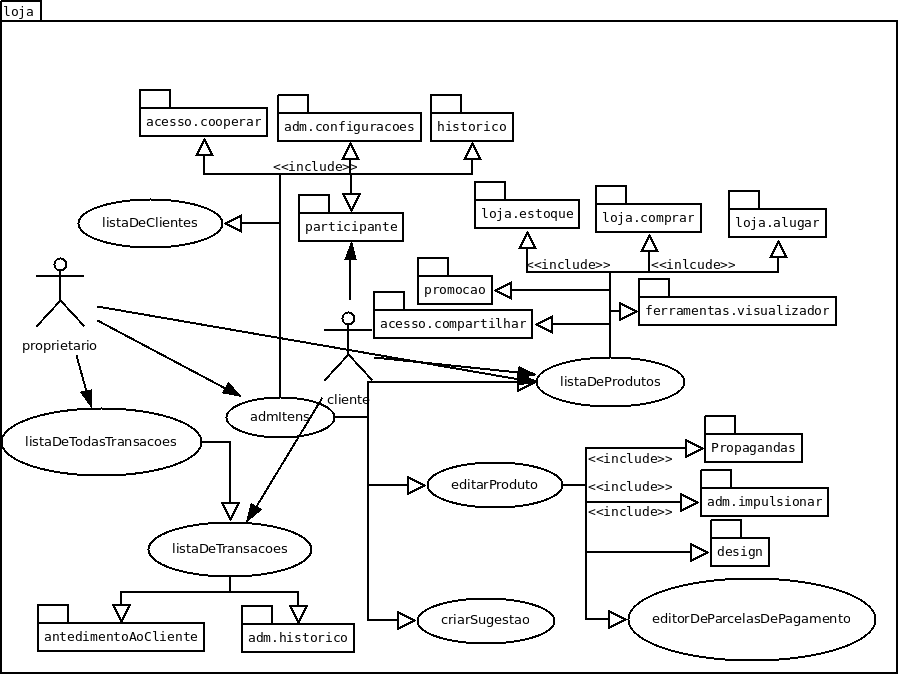 loja
acesso.cooperar
adm.configuracoes
historico
<<include>>
listaDeClientes
participante
loja.estoque
loja.comprar
loja.alugar
<<include>>
<<inlcude>>
promocao
ferramentas.visualizador
acesso.compartilhar
proprietario
listaDeProdutos
cliente
admItens
listaDeTodasTransacoes
Propagandas
<<include>>
editarProduto
<<include>>
adm.impulsionar
<<include>>
listaDeTransacoes
design
criarSugestao
editorDeParcelasDePagamento
antedimentoAoCliente
adm.historico